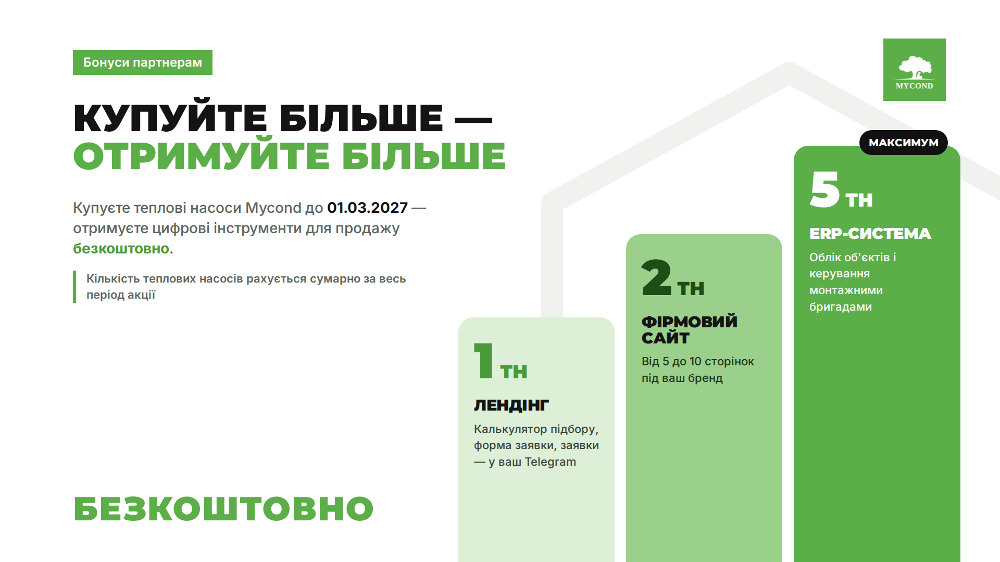 Бонуси партнерам
MYCOND
КУПУЙТЕ БІЛЬШЕ —
ОТРИМУЙТЕ БІЛЬШЕ
Купуєте теплові насоси Mycond до 01.03.2027 —
отримуєте цифрові інструменти для продажу
безкоштовно.
Кількість теплових насосів рахується сумарно за весь
період акції
1 ТН
ЛЕНДІНГ
Калькулятор підбору,
форма заявки, заявки
— у ваш Telegram
2 ТН
ФІРМОВИЙ
САЙТ
Від 5 до 10 сторінок
під ваш бренд
МАКСИМУМ
5 ТН
ERP-СИСТЕМА
Облік об'єктів і
керування
монтажними
бригадами
БЕЗКОШТОВНО